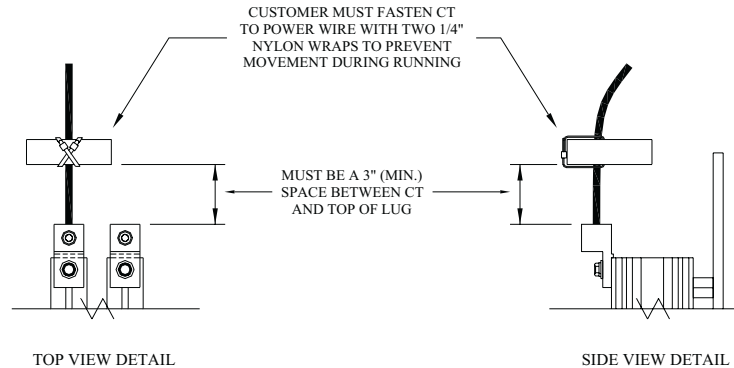 CUSTOMER MUST FASTEN CT
TO POWER WIRE WITH TWO 1/4"
NYLON WRAPS TO PREVENT
MOVEMENT DURING RUNNING
MUST BE A 3" (MIN.)
SPACE BETWEEN CT
AND TOP OF LUG
TOP VIEW DETAIL
SIDE VIEW DETAIL